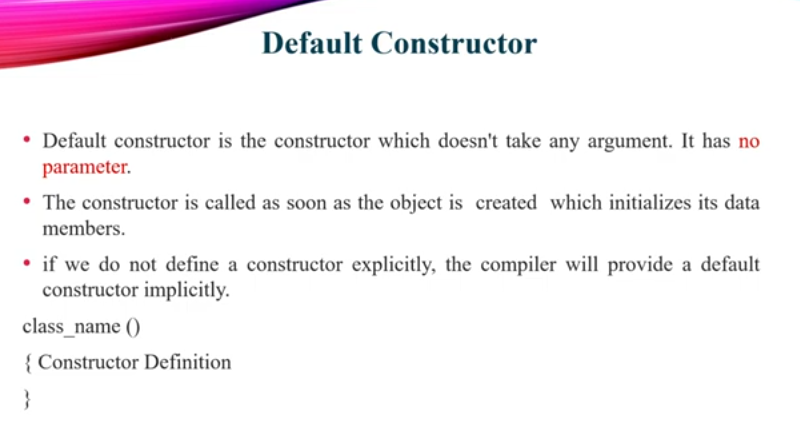 Default Constructor
• Default constructor is the constructor which doesn't take any argument. It has no
parameter.
• The constructor is called as soon as the object is created which initializes its data
members.
• if we do not define a constructor explicitly, the compiler will provide a default
constructor implicitly.
class_name ()
{ Constructor Definition
}